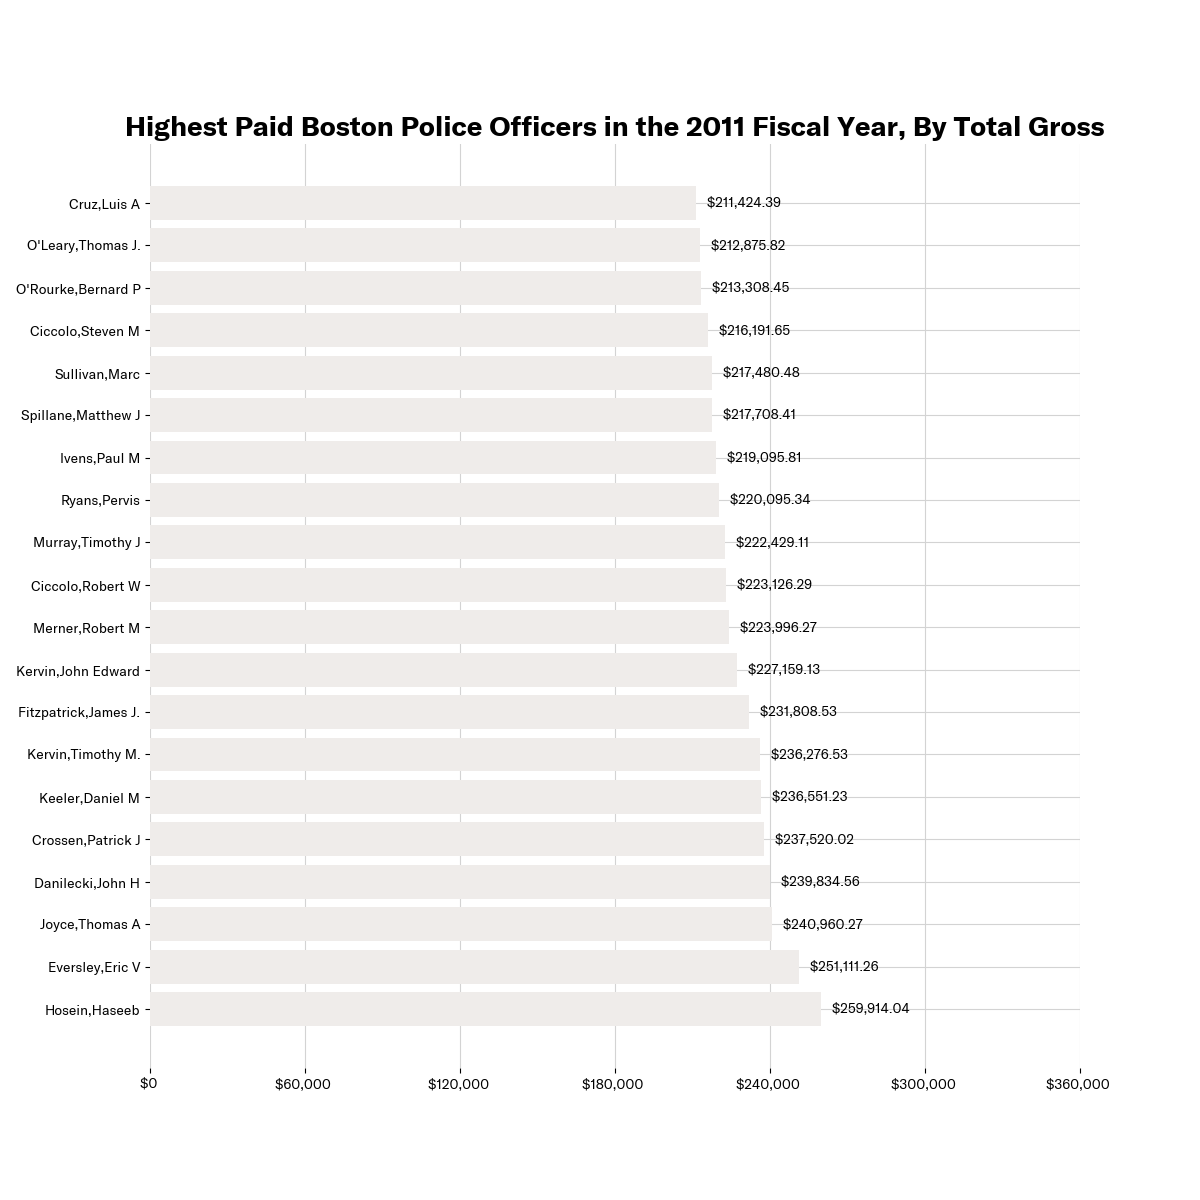 Highest Paid Boston Police Officers in the 2011 Fiscal Year, By Total Gross
Cruz,Luis A $211,424.39
O'Leary,Thomas J. $212,875.82
O'Rourke,Bernard P $213,308.45
Ciccolo,Steven M $216,191.65
Sullivan,Marc $217,480.48
Spillane,Matthew J $217,708.41
Ivens,Paul M $219,095.81
Ryans,Pervis $220,095.34
Murray,Timothy J $222,429.11
Ciccolo,Robert W $223,126.29
Merner,Robert M $223,996.27
Kervin,John Edward $227,159.13
Fitzpatrick,James J. $231,808.53
Kervin,Timothy M. $236,276.53
Keeler,Daniel M $236,551.23
Crossen,Patrick J $237,520.02
Danilecki,John H $239,834.56
Joyce,Thomas A $240,960.27
Eversley,Eric V $251,111.26
Hosein,Haseeb $259,914.04
$0 $60,000 $120,000 $180,000 $240,000 $300,000 $360,000